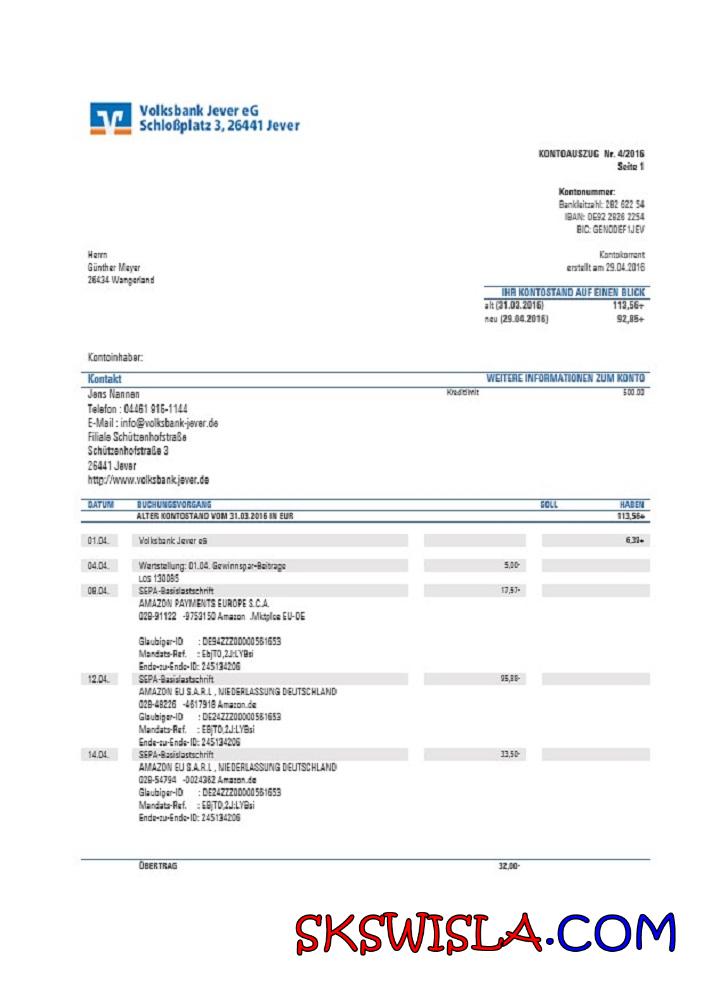 Volksbank Jever eG
Schloßplatz 3, 26441 Jever
KONTOAUSZUG Nr. 4/2016
Seite 1
Kontonummer:
Bankleitzahl: 282 622 54
IBAN: DE92 2826 2254
BIC: GENODEF1JEV
Herrn
Günther Meyer
26434 Wangerland
Kontokorrent
erstellt am 29.04.2016
IHR KONTOSTAND AUF EINEN BLICK
alt (31.03.2016) 113,56+
neu (29.04.2016) 92,85+
Kontoinhaber:
Kontakt WEITERE INFORMATIONEN ZUM KONTO
Jens Nannen Kreditlimit 500.00
Telefon : 04461 915-1144
E-Mail : info@volksbank-jever.de
Filiale Schützenhofstraße
Schützenhofstraße 3
26441 Jever
http://www.volksbank.jever.de
DATUM BUCHUNGSVORGANG SOLL HABEN
ALTER KONTOSTAND VOM 31.03.2016 IN EUR 113,56+
01.04. Volksbank Jever eG 6,39+
04.04. Wertstellung: 01.04. Gewinnspar-Beitrage 5,00-
LOS 130085
08.04. SEPA-Basislastschrift 17,97-
AMAZON PAYMENTS EUROPE S.C.A.
028-91122 -9753150 Amazon .Mktplce EU-DE
Glaubiger-ID : DE94ZZZ00000561653
Mandats-Ref. : EbjTO,2J:LYBsi
Ende-zu-Ende-ID: 245134206
12.04. SEPA-Basislastschrift
AMAZON EU S.A.R.L , NIEDERLASSUNG DEUTSCHLAND
028-48226 -4617918 Amazon.de
Glaubiger-ID : DE24ZZZ00000561653
Mandats-Ref. : E8jTO,2J:LYBsi
Ende-zu-Ende-ID: 245134206
14.04. SEPA-Basislastschrift 33,50-
AMAZON EU S.A.R.L , NIEDERLASSUNG DEUTSCHLAND
028-54794 -0024362 Amazon.de
Glaubiger-ID : DE24ZZZ00000561653
Mandats-Ref. : E8jTO,2J:LYBsi
Ende-zu-Ende-ID: 245134206
ÜBERTRAG 32,00-
SKSWISLA.COM